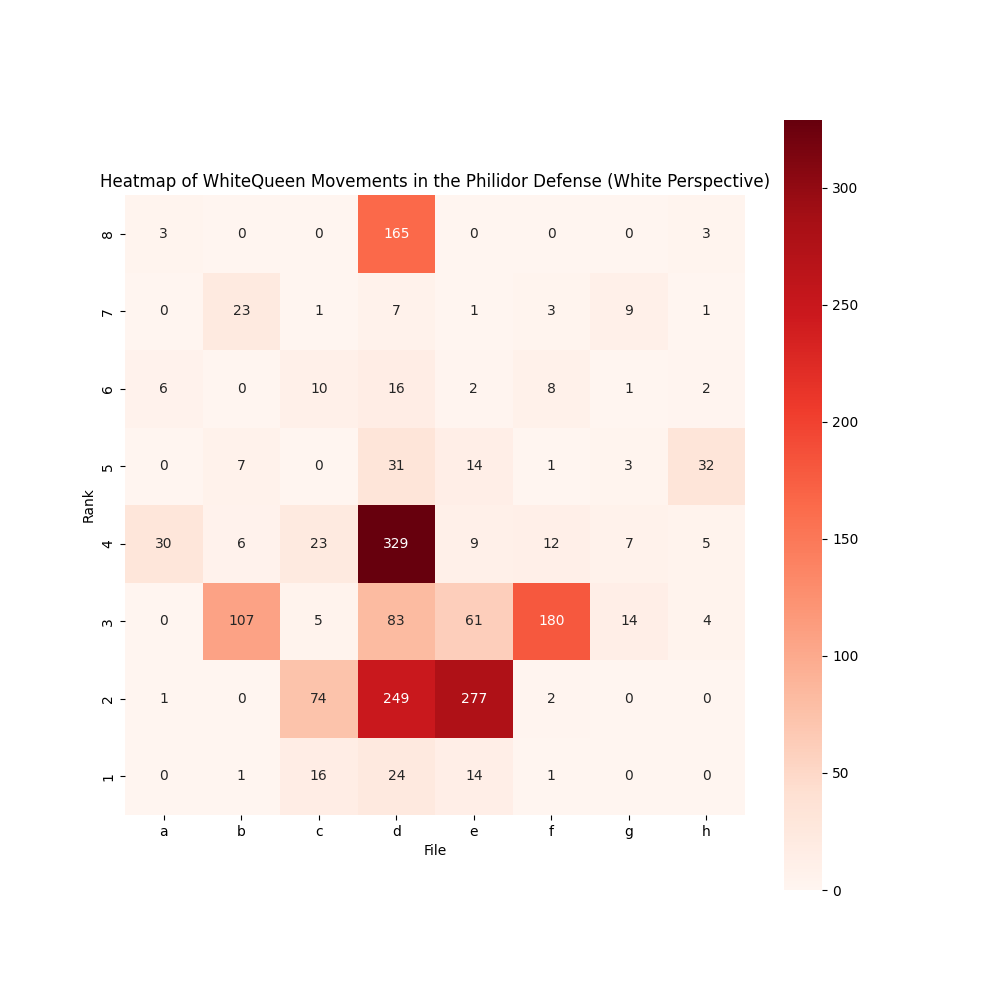 Heatmap of WhiteQueen Movements in the Philidor Defense (White Perspective)
8 3 0 0 165 0 0 0 3
7 0 23 1 7 1 3 9 1
6 6 0 10 16 2 8 1 2
5 0 7 0 31 14 1 3 32
4 30 6 23 329 9 12 7 5
3 0 107 5 83 61 180 14 4
2 1 0 74 249 277 2 0 0
1 0 1 16 24 14 1 0 0
a b c d e f g h
File
Rank
300
250
200
150
100
50
0